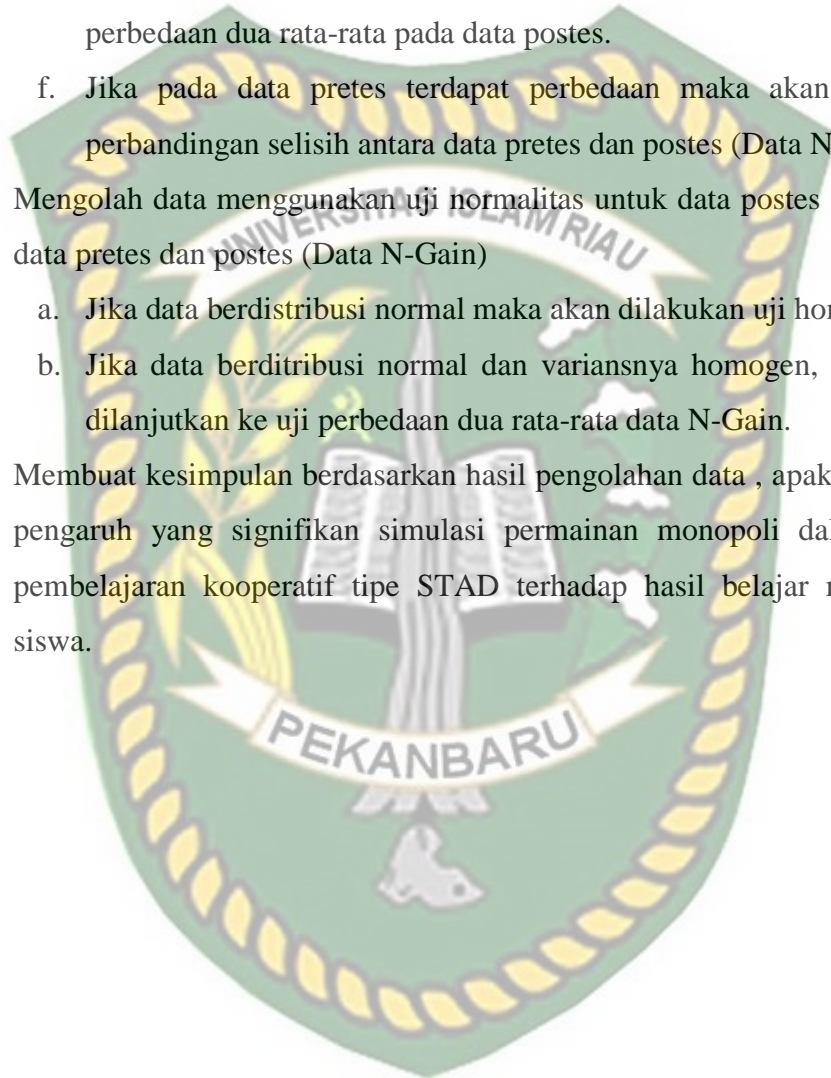 perbedaan dua rata-rata pada data postes.
f. Jika pada data pretes terdapat perbedaan maka akan
perbandingan selisih antara data pretes dan postes (Data N
Mengolah data menggunakan uji normalitas untuk data postes
data pretes dan postes (Data N-Gain)
UNIVERSITAS ISLAM RIAU
a. Jika data berdistribusi normal maka akan dilakukan uji hor
b. Jika data berditribusi normal dan variansnya homogen,
dilanjutkan ke uji perbedaan dua rata-rata data N-Gain.
Membuat kesimpulan berdasarkan hasil pengolahan data , apak
pengaruh yang signifikan simulasi permainan monopoli dal
pembelajaran kooperatif tipe STAD terhadap hasil belajar
siswa.
PEKANBARU